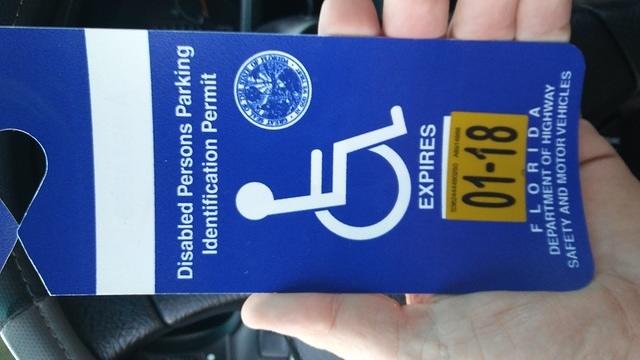 Disabled Persons Parking
Identification Permit
EXPIRES
01-18
FLORIDA
DEPARTMENT OF HIGHWAY
SAFETY AND MOTOR VEHICLES